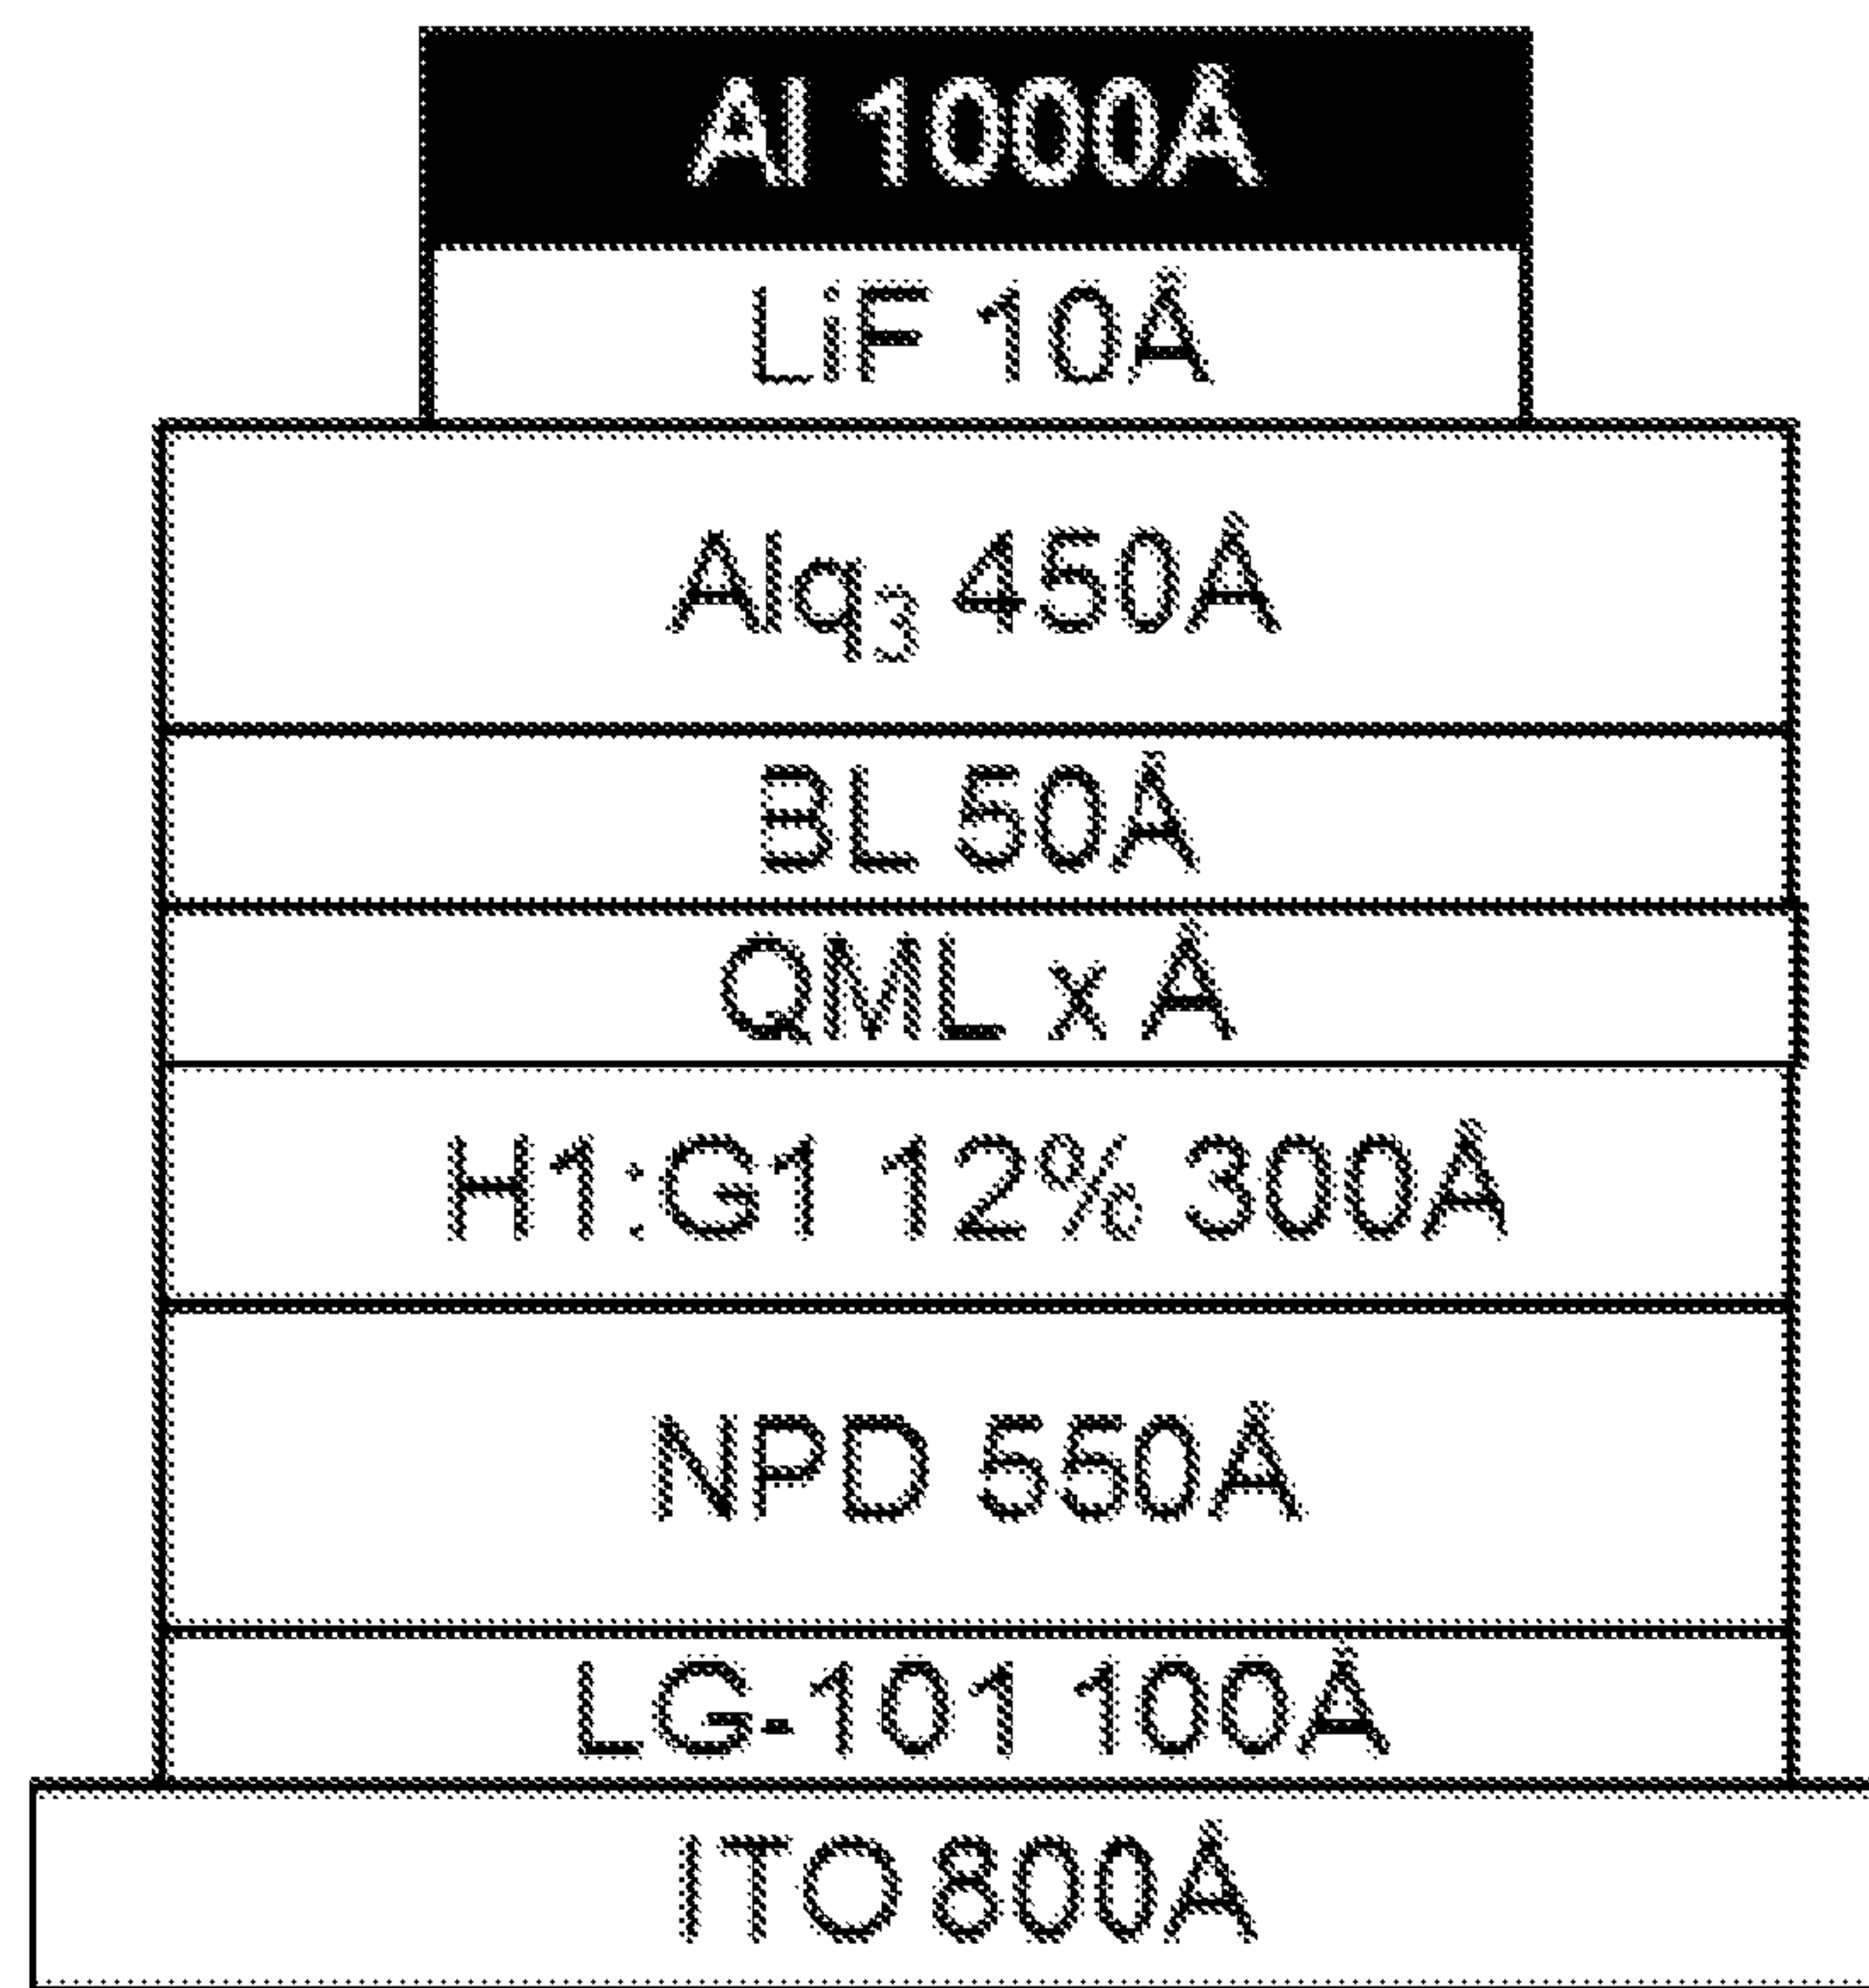 Al 1000Å
LiF 10Å
Alq₃ 450Å
BL 50Å
QML x Å
H1:G1 12% 300Å
NPD 550Å
LG-101 100Å
ITO 800Å